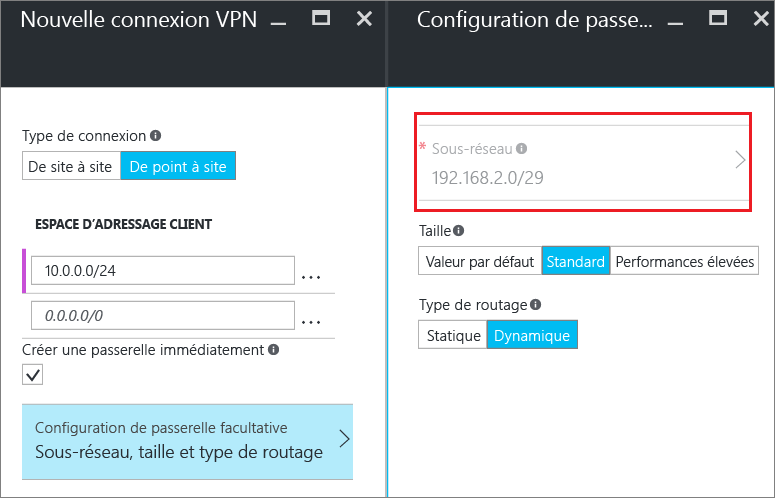 Nouvelle connexion VPN
Type de connexion
De site à site
De point à site
ESPACE D'ADRESSAGE CLIENT
10.0.0.0/24
...
0.0.0.0/0
...
Créer une passerelle immédiatement
Configuration de passerelle facultative
Sous-réseau, taille et type de routage
Configuration de passe...
* Sous-réseau
192.168.2.0/29
Taille
Valeur par défaut
Standard
Performances élevées
Type de routage
Statique
Dynamique